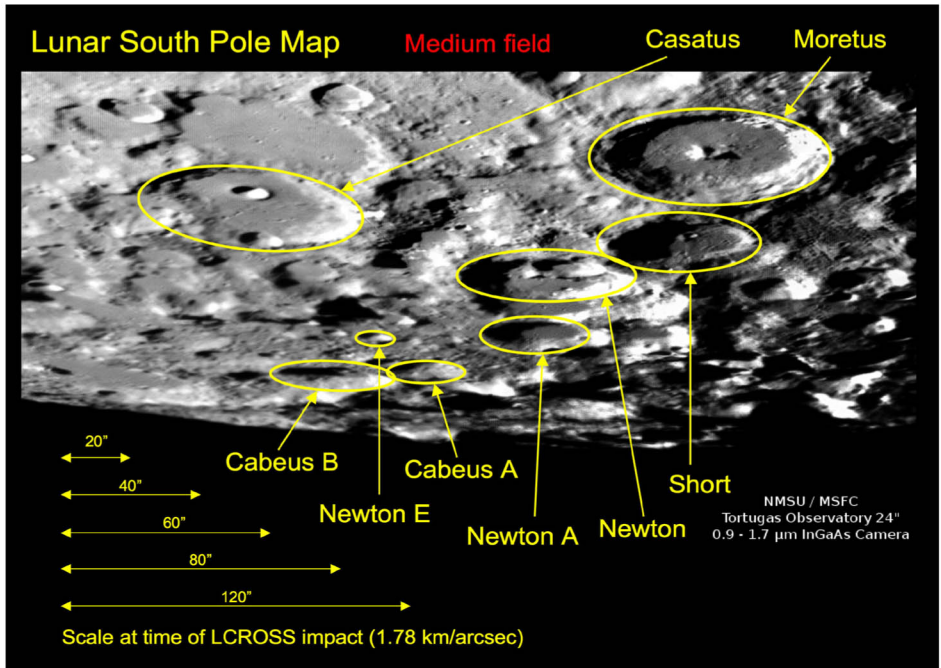 Lunar South Pole Map
Medium field
Casatus
Moretus
20”
40”
60”
80”
120”
Cabeus B
Cabeus A
Newton E
Newton A
Newton
Short
NMSU / MSFC
Tortugas Observatory 24"
0.9 - 1.7 µm InGaAs Camera
Scale at time of LCROSS impact (1.78 km/arcsec)